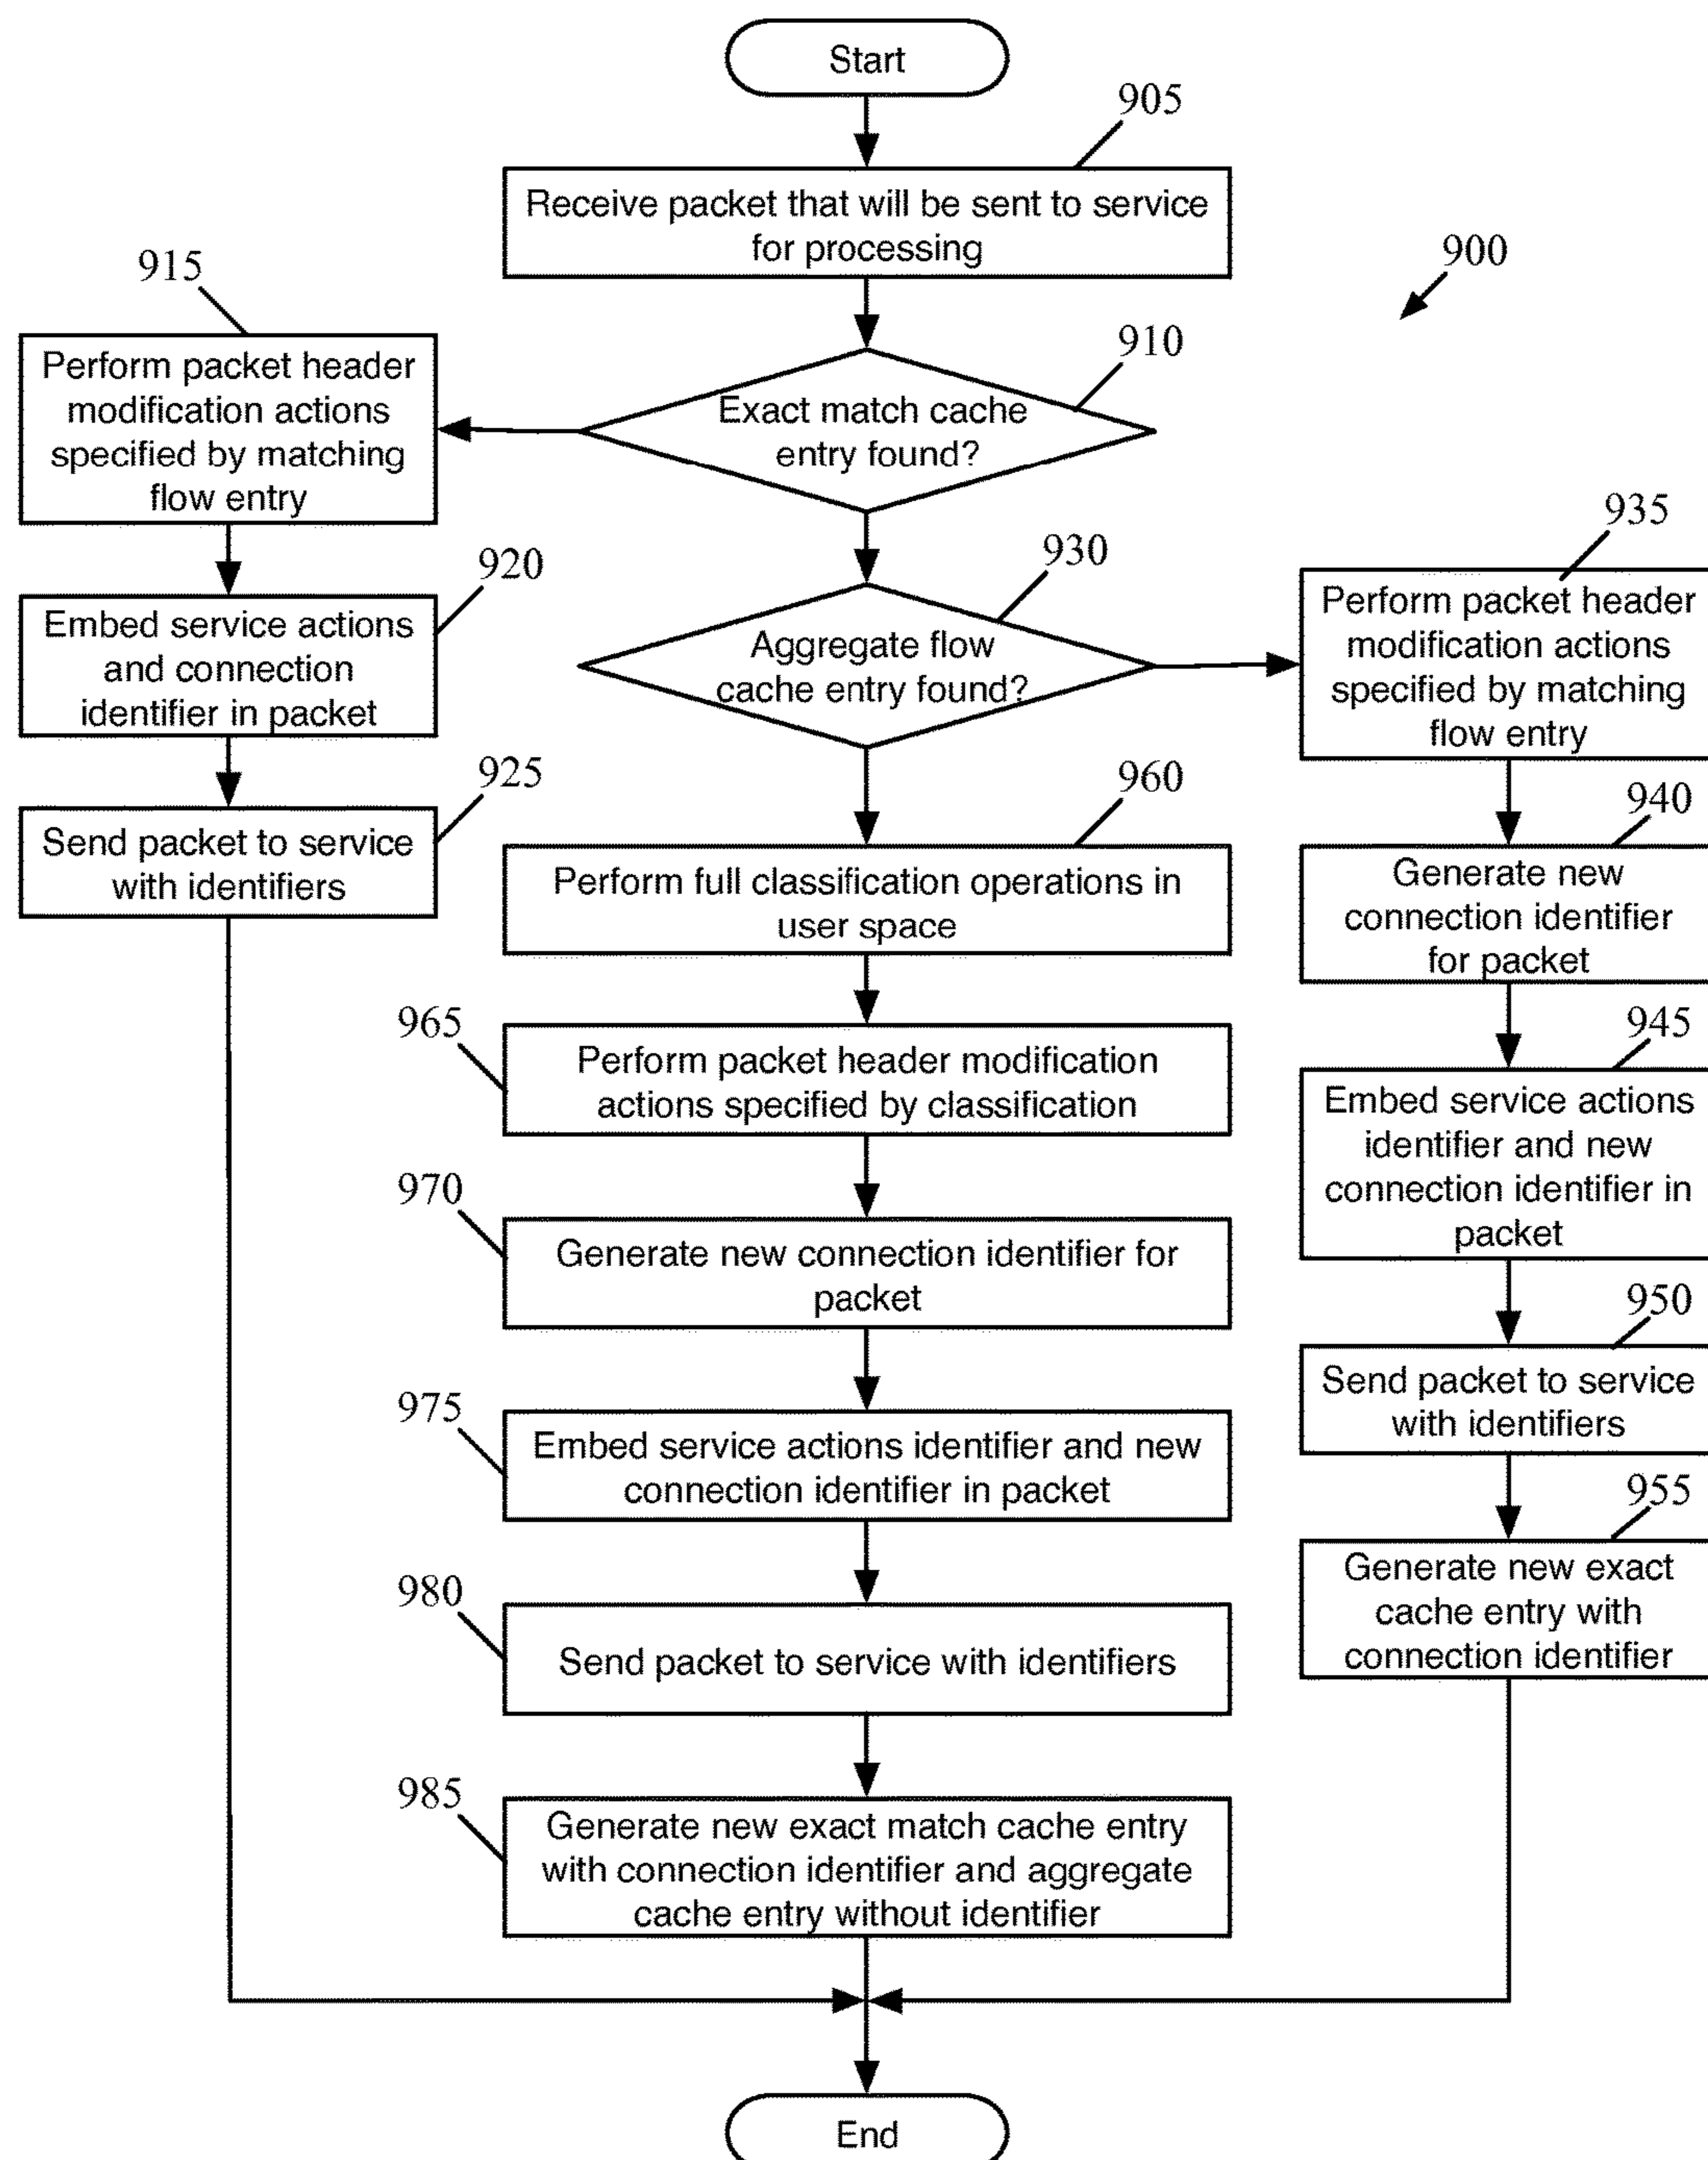 Start
905
Receive packet that will be sent to service
for processing
900
915
Perform packet header
modification actions
specified by matching
flow entry
910
Exact match cache
entry found?
920
Embed service actions
and connection
identifier in packet
925
Send packet to service
with identifiers
930
Aggregate flow
cache entry found?
935
Perform packet header
modification actions
specified by matching
flow entry
940
Generate new
connection identifier
for packet
945
Embed service actions
identifier and new
connection identifier in
packet
950
Send packet to service
with identifiers
955
Generate new exact
cache entry with
connection identifier
960
Perform full classification operations in
user space
965
Perform packet header modification
actions specified by classification
970
Generate new connection identifier for
packet
975
Embed service actions identifier and new
connection identifier in packet
980
Send packet to service with identifiers
985
Generate new exact match cache entry
with connection identifier and aggregate
cache entry without identifier
End